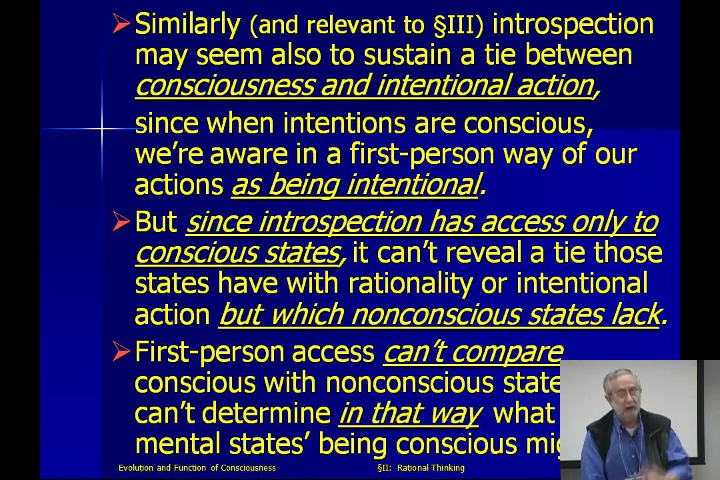 ➢Similarly (and relevant to §III) introspection
may seem also to sustain a tie between
consciousness and intentional action,
since when intentions are conscious,
we're aware in a first-person way of our
actions as being intentional.
➢But since introspection has access only to
conscious states, it can't reveal a tie those
states have with rationality or intentional
action but which nonconscious states lack.
➢First-person access can't compare
conscious with nonconscious state
can't determine in that way what
mental states' being conscious mi
Evolution and Function of Consciousness §II: Rational Thinking